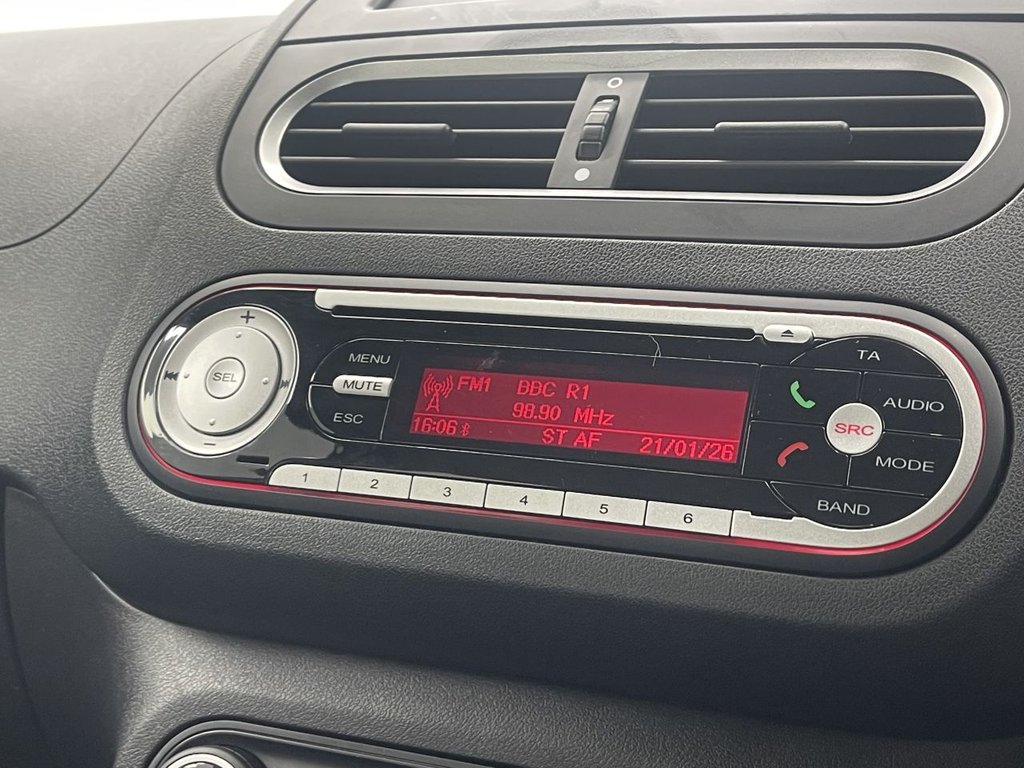 MENU
MUTE
ESC
SEL
FM1 BBC R1
98.90 MHz
16:06 ST AF 21/01/26
TA
AUDIO
SRC
MODE
BAND
1 2 3 4 5 6